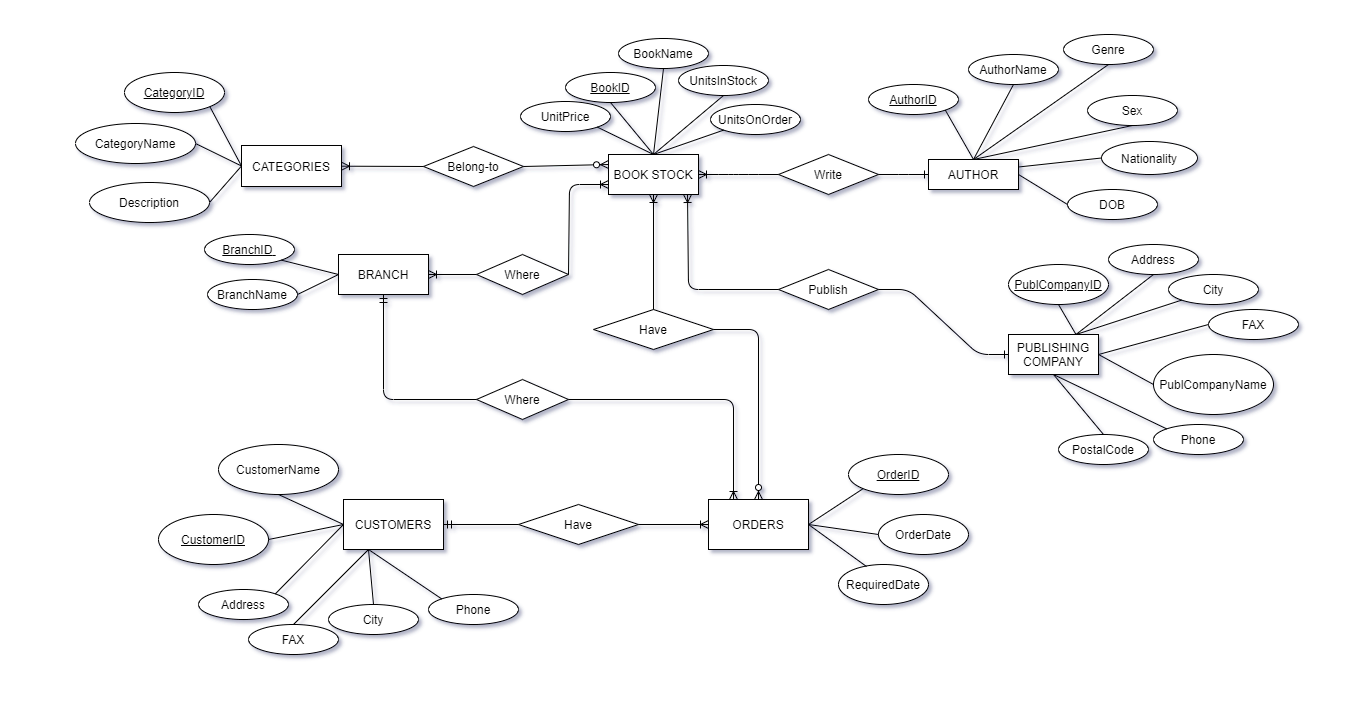 Genre
BookName
AuthorName
UnitsInStock
BookID
CategoryID
AuthorID
Sex
UnitPrice
UnitsOnOrder
CategoryName
Nationality
CATEGORIES
Belong-to
BOOK STOCK
Write
AUTHOR
Description
DOB
BranchID
Address
BRANCH
Where
PublCompanyID
Publish
City
BranchName
FAX
Have
PUBLISHING
COMPANY
PublCompanyName
Where
Phone
PostalCode
CustomerName
OrderID
CUSTOMERS
Have
ORDERS
OrderDate
CustomerID
RequiredDate
Address
Phone
City
FAX